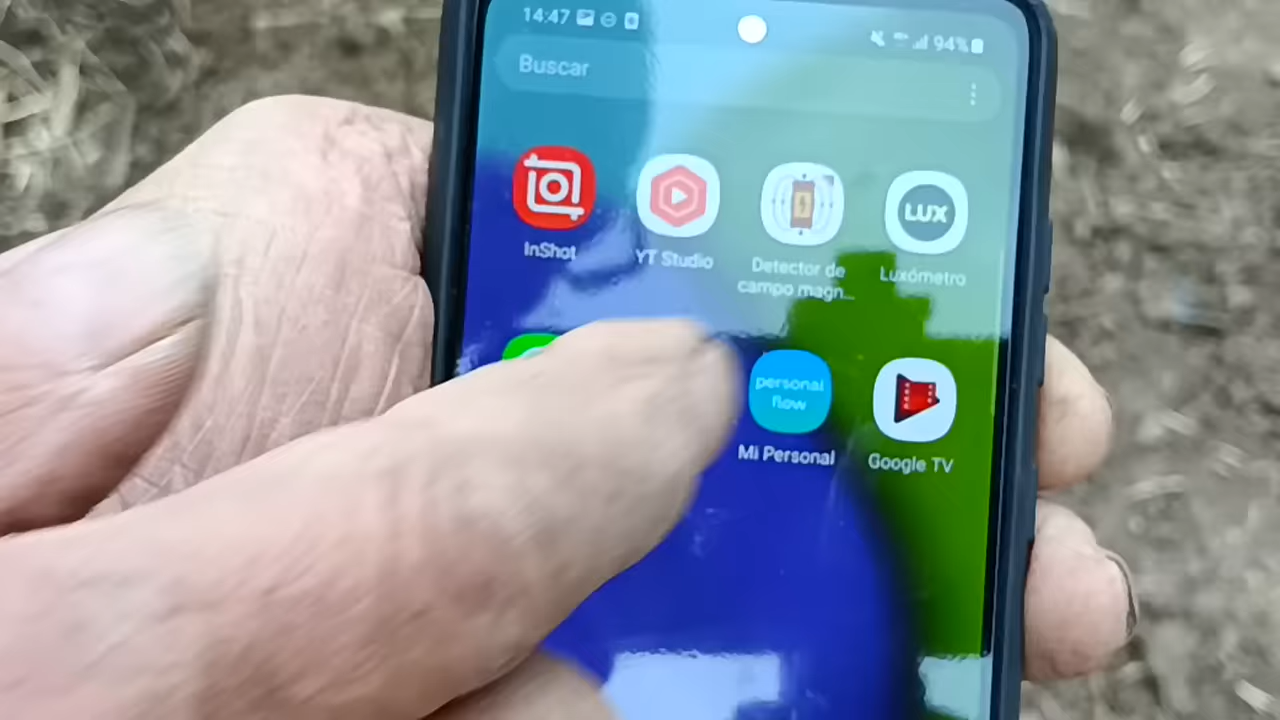 14:47
94%
Buscar
LUX
InShot
YT Studio
Detector de
campo magn...
Luxómetro
personal
flow
Mi Personal
Google TV